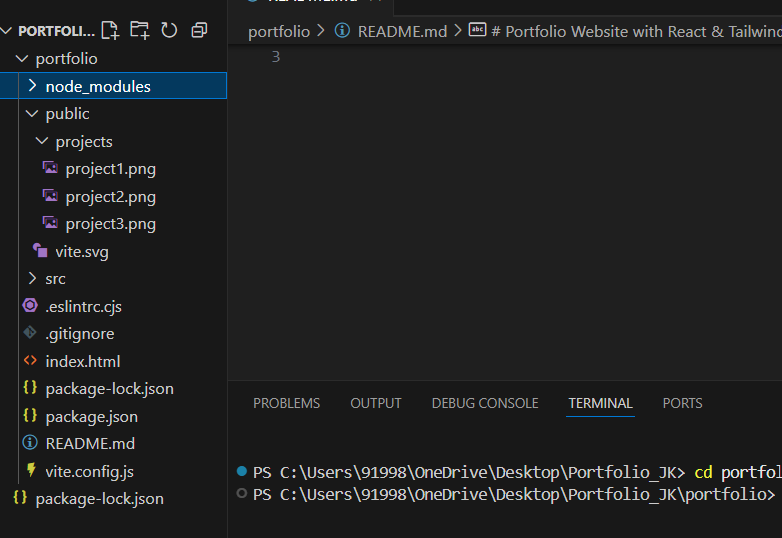 PORTFOLI...
portfolio
node_modules
public
projects
project1.png
project2.png
project3.png
vite.svg
src
.eslintrc.cjs
.gitignore
index.html
package-lock.json
package.json
README.md
vite.config.js
package-lock.json
portfolio > README.md > abc # Portfolio Website with React & Tailwind
3
PROBLEMS OUTPUT DEBUG CONSOLE TERMINAL PORTS
PS C:\Users\91998\OneDrive\Desktop\Portfolio_JK> cd portfol
PS C:\Users\91998\OneDrive\Desktop\Portfolio_JK\portfolio>